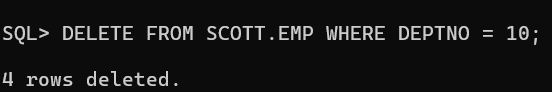 SQL> DELETE FROM SCOTT.EMP WHERE DEPTNO = 10;
4 rows deleted.